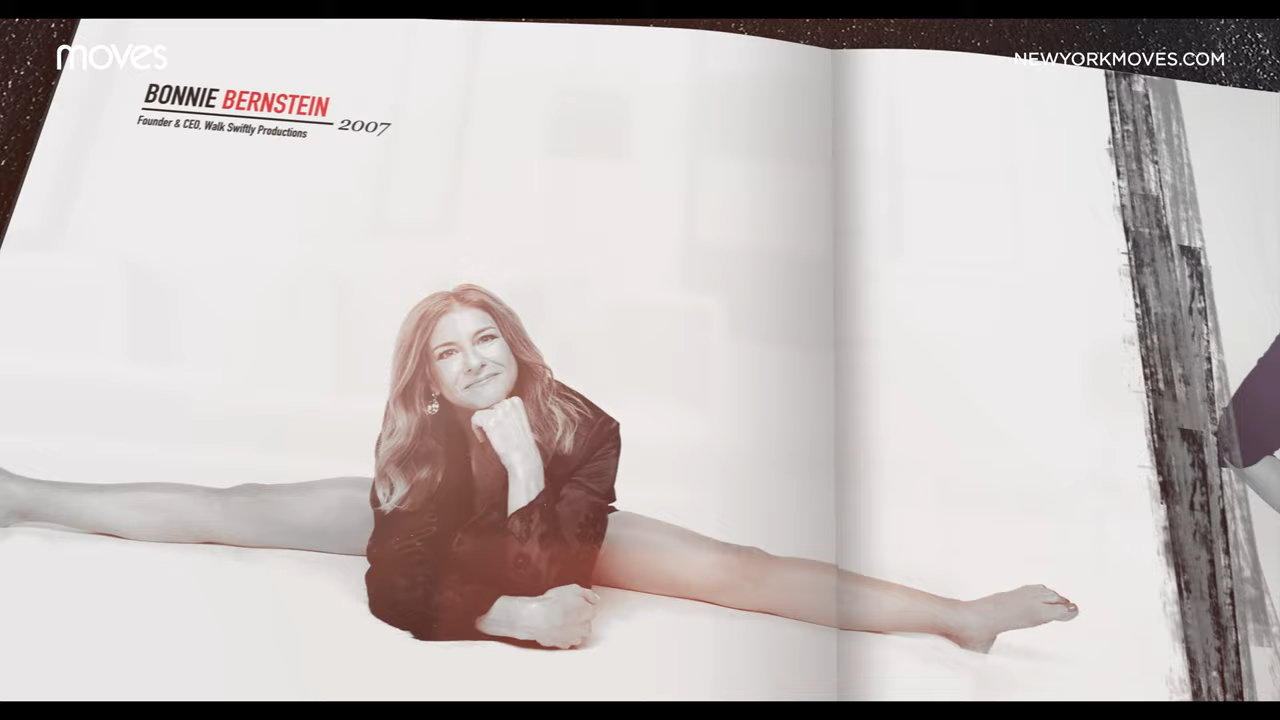 moves
NEWYORKMOVES.COM
BONNIE BERNSTEIN
Founder & CEO, Walk Swiftly Productions
2007